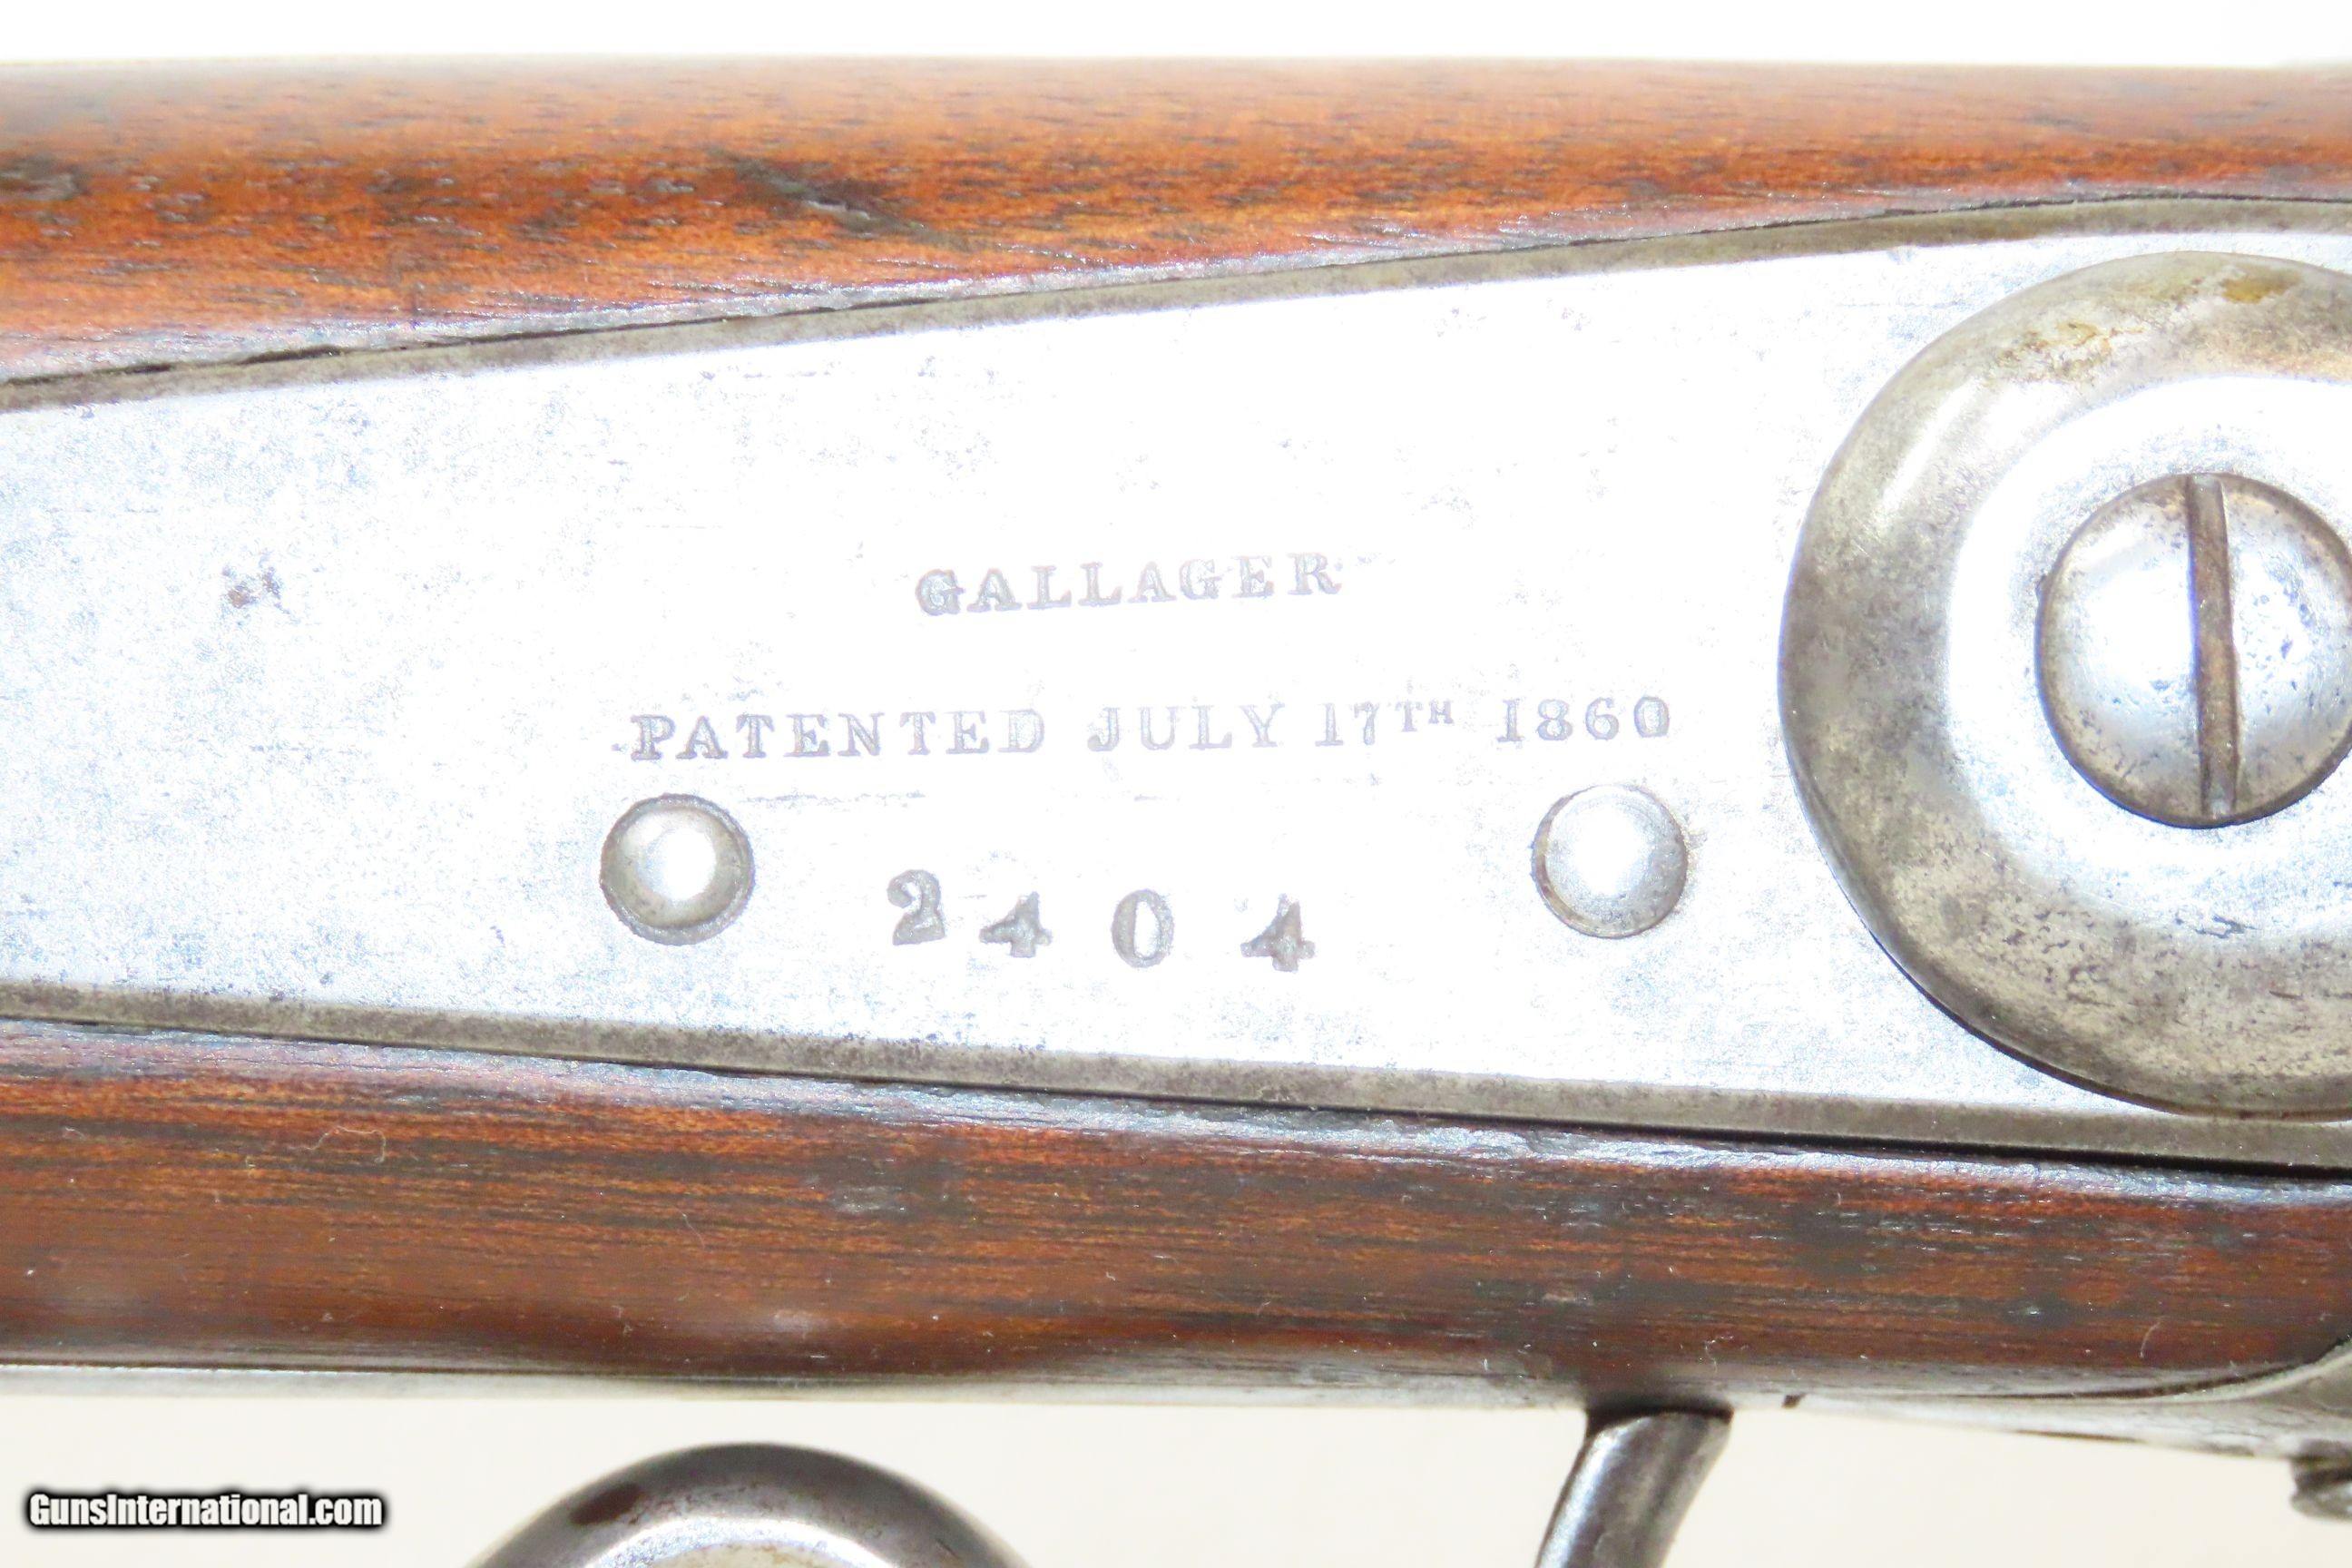 GALLAGER
PATENTED JULY 17TH 1860
2404
GunsInternational.com